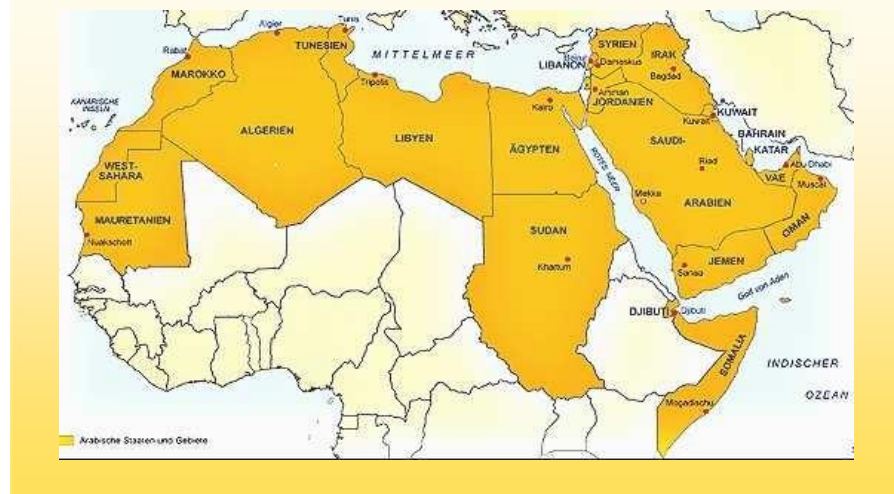 Algier
Tunis
Rabat
TUNESIEN
MITTELMEER
SYRIEN
IRAK
Beirut
LIBANON
Damaskus
MAROKKO
Tripolis
Bagdad
KANARISCHE
INSELN
Amman
JORDANIEN
Kairo
KUWAIT
Kuwait
ALGERIEN
LIBYEN
ÄGYPTEN
SAUDI-
BAHRAIN
KATAR
WEST-
SAHARA
ROTES MEER
Riad
Abu Dhabi
VAE
Muscat
Mekka
ARABIEN
MAURETANIEN
OMAN
Nuakschott
SUDAN
Khartum
JEMEN
Sanaa
Golf von Aden
DJIBUTI
Djibuti
SOMALIA
INDISCHER
OZEAN
Mogadischu
Arabische Staaten und Gebiete